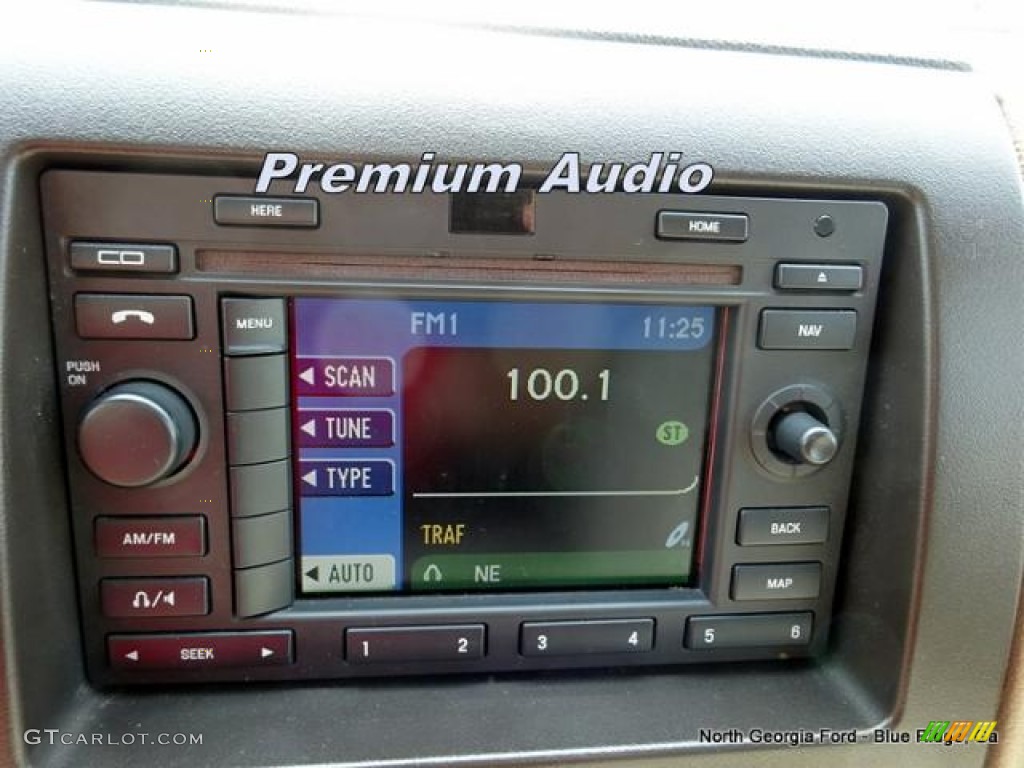 Premium Audio
HERE
HOME
MENU
NAV
PUSH
ON
FM1 11:25
SCAN
100.1
TUNE
ST
TYPE
TRAF
AUTO
NE
AM/FM
BACK
MAP
SEEK
1 2
3 4
5 6
GTCARLOT.COM
North Georgia Ford - Blue Ridge, Ga